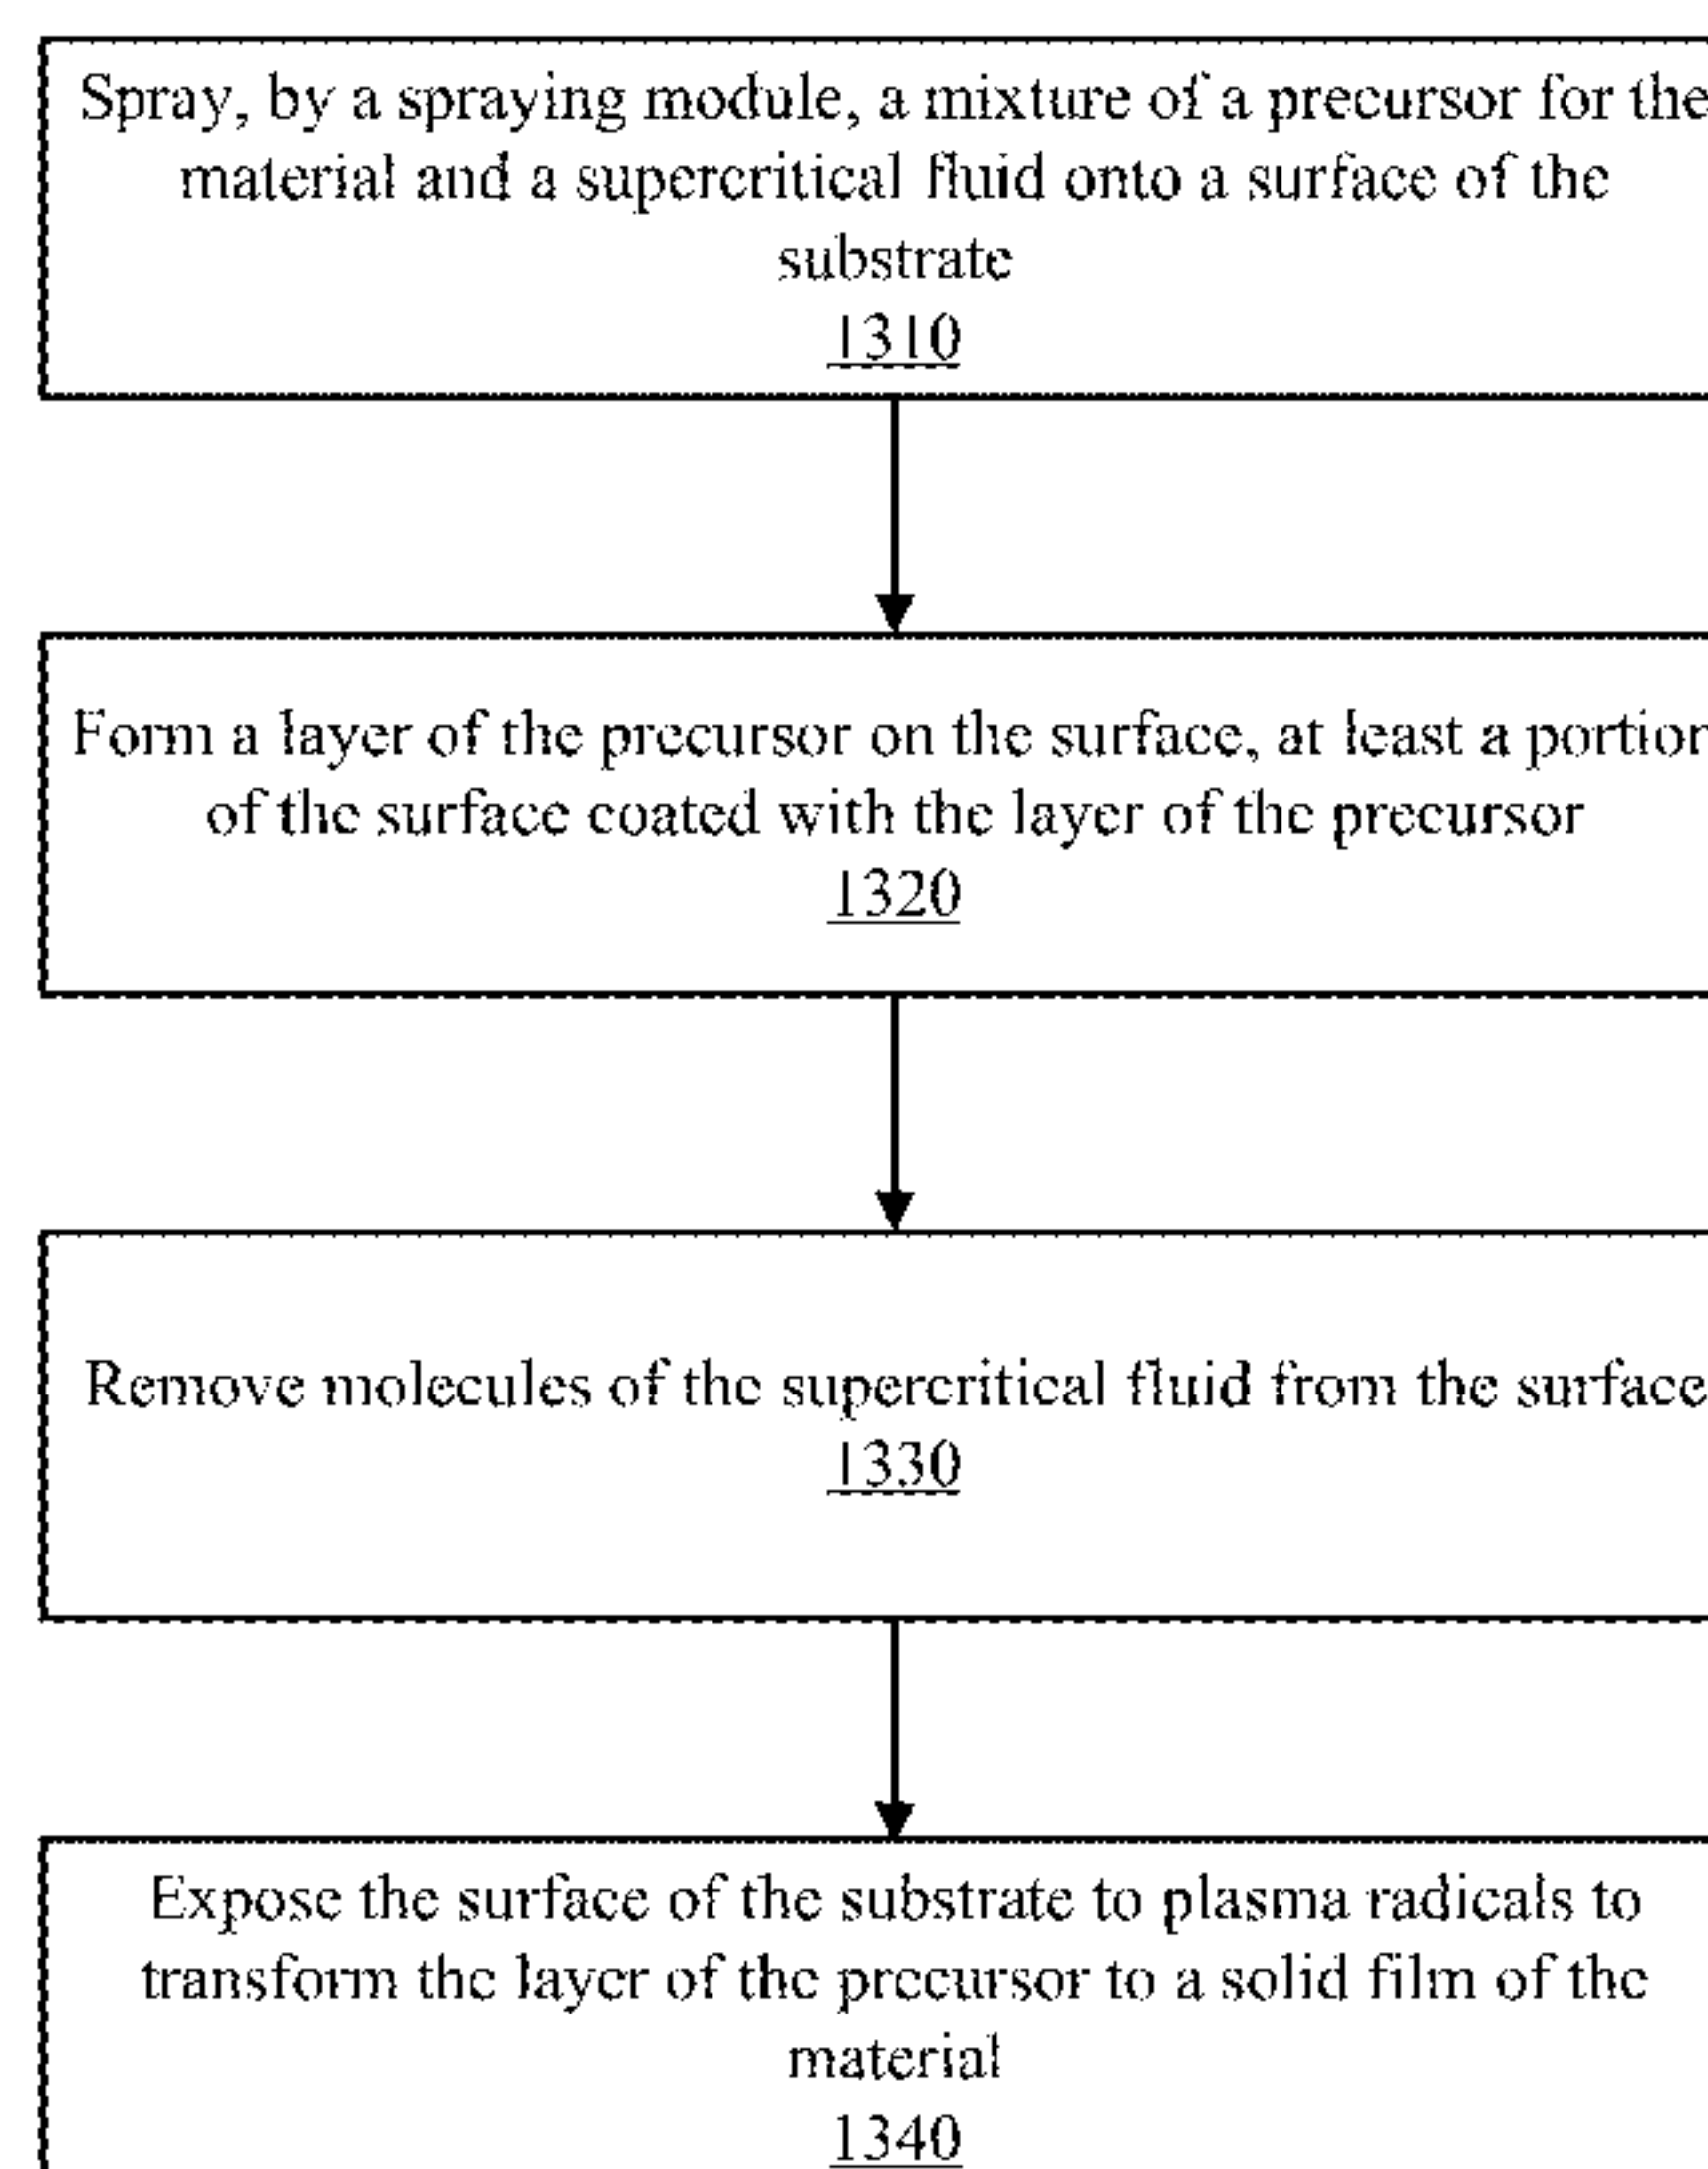 Spray, by a spraying module, a mixture of a precursor for the
material and a supercritical fluid onto a surface of the
substrate
1310
Form a layer of the precursor on the surface, at least a portion
of the surface coated with the layer of the precursor
1320
Remove molecules of the supercritical fluid from the surface
1330
Expose the surface of the substrate to plasma radicals to
transform the layer of the precursor to a solid film of the
material
1340